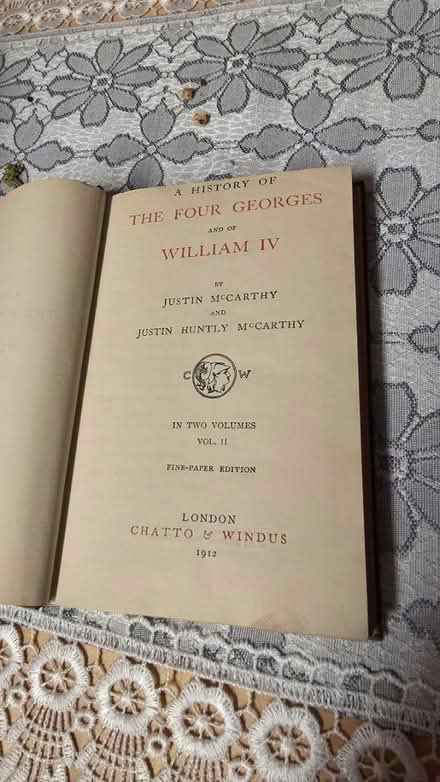 A HISTORY OF
THE FOUR GEORGES
AND OF
WILLIAM IV
BY
JUSTIN McCARTHY
AND
JUSTIN HUNTLY McCARTHY
C W
IN TWO VOLUMES
VOL. II
FINE-PAPER EDITION
LONDON
CHATTO & WINDUS
1912